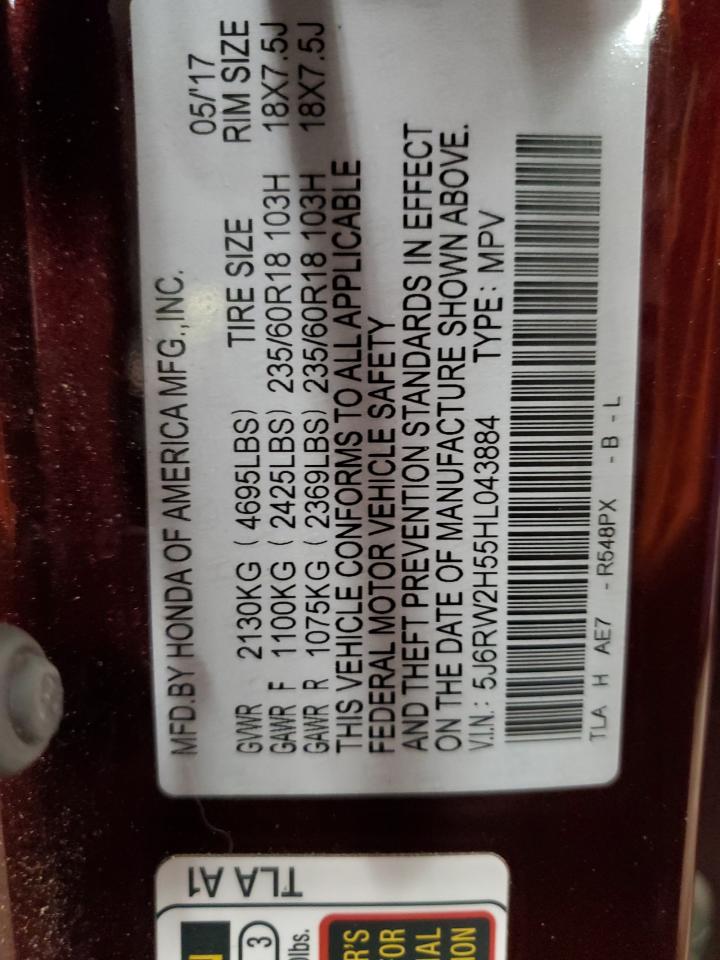 MFD.BY HONDA OF AMERICA MFG.,INC.
05/'17
TIRE SIZE RIM SIZE
GVWR 2130KG ( 4695LBS)
GAWR F 1100KG ( 2425LBS) 235/60R18 103H 18X7.5J
GAWR R 1075KG ( 2369LBS) 235/60R18 103H 18X7.5J
THIS VEHICLE CONFORMS TO ALL APPLICABLE
FEDERAL MOTOR VEHICLE SAFETY
AND THEFT PREVENTION STANDARDS IN EFFECT
ON THE DATE OF MANUFACTURE SHOWN ABOVE.
V.I.N.: 5J6RW2H55HL043884 TYPE: MPV
TLA H AE7 - R548PX - B - L
TLA A1
3
lbs.